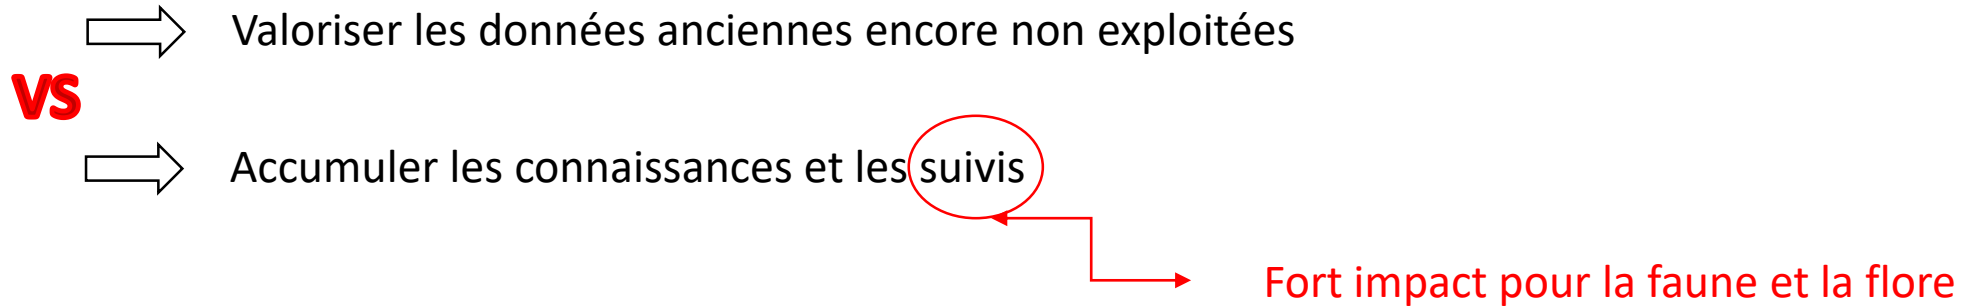 Valoriser les données anciennes encore non exploitées
VS
Accumuler les connaissances et les suivis
Fort impact pour la faune et la flore